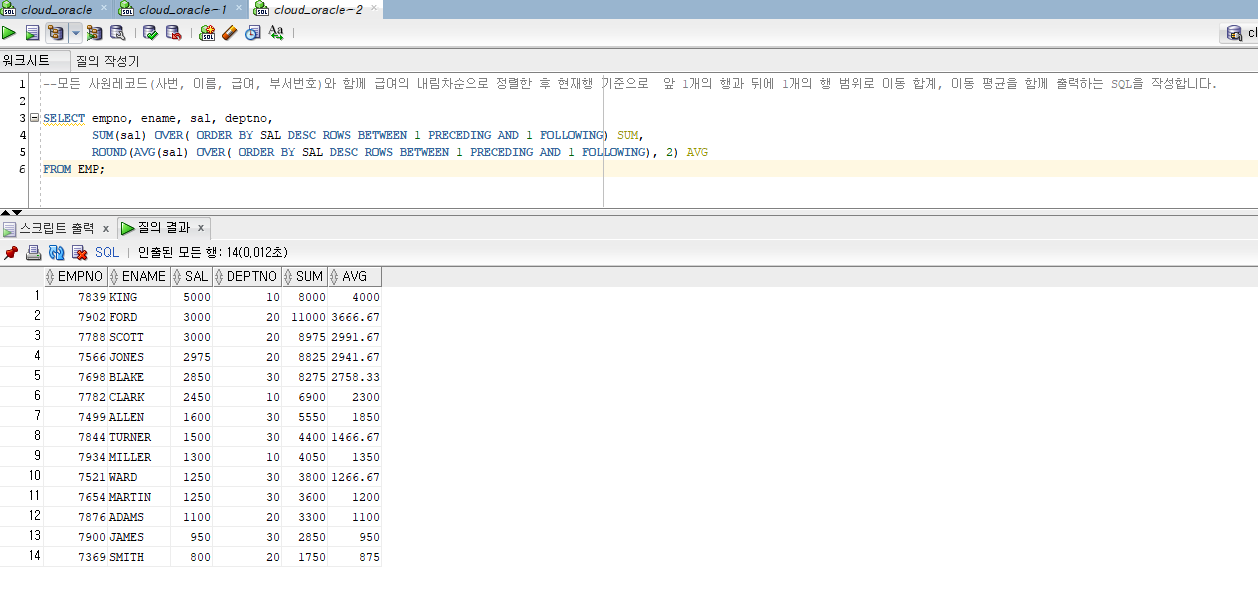 cloud_oracle × cloud_oracle~1 × cloud_oracle~2 ×
cl
워크시트 질의 작성기
1 --모든 사원레코드(사번, 이름, 급여, 부서번호)와 함께 급여의 내림차순으로 정렬한 후 현재행 기준으로  앞 1개의 행과 뒤에 1개의 행 범위로 이동 합계, 이동 평균을 함께 출력하는 SQL을 작성합니다.
2
3 SELECT empno, ename, sal, deptno,
4 SUM(sal) OVER( ORDER BY SAL DESC ROWS BETWEEN 1 PRECEDING AND 1 FOLLOWING) SUM,
5 ROUND(AVG(sal) OVER( ORDER BY SAL DESC ROWS BETWEEN 1 PRECEDING AND 1 FOLLOWING), 2) AVG
6 FROM EMP;
스크립트 출력 x 질의 결과 x
SQL | 인출된 모든 행: 14(0,012초)
EMPNO ENAME SAL DEPTNO SUM AVG
1 7839 KING 5000 10 8000 4000
2 7902 FORD 3000 20 11000 3666.67
3 7788 SCOTT 3000 20 8975 2991.67
4 7566 JONES 2975 20 8825 2941.67
5 7698 BLAKE 2850 30 8275 2758.33
6 7782 CLARK 2450 10 6900 2300
7 7499 ALLEN 1600 30 5550 1850
8 7844 TURNER 1500 30 4400 1466.67
9 7934 MILLER 1300 10 4050 1350
10 7521 WARD 1250 30 3800 1266.67
11 7654 MARTIN 1250 30 3600 1200
12 7876 ADAMS 1100 20 3300 1100
13 7900 JAMES 950 30 2850 950
14 7369 SMITH 800 20 1750 875